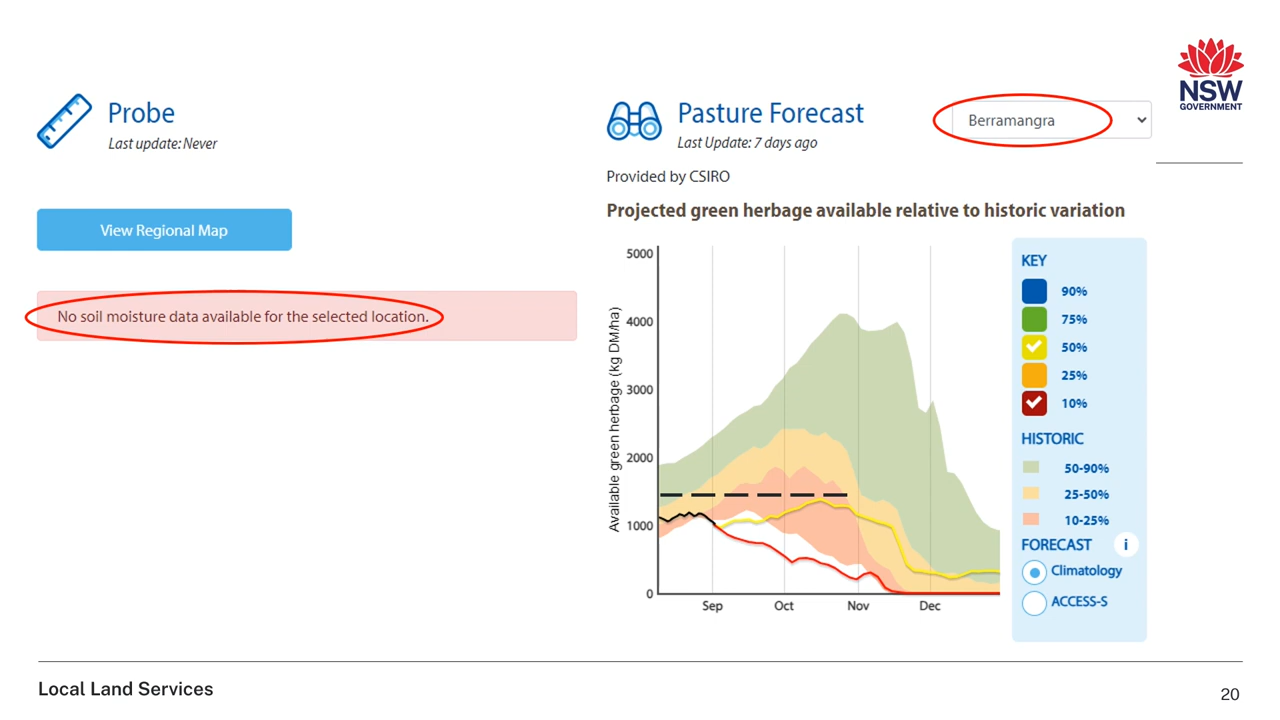 NSW
GOVERNMENT
Probe
Last update: Never
View Regional Map
No soil moisture data available for the selected location.
Pasture Forecast
Last Update: 7 days ago
Berramangra
Provided by CSIRO
Projected green herbage available relative to historic variation
Available green herbage (kg DM/ha)
5000
4000
3000
2000
1000
0
Sep Oct Nov Dec
KEY
90%
75%
50%
25%
10%
HISTORIC
50-90%
25-50%
10-25%
FORECAST i
Climatology
ACCESS-S
Local Land Services
20